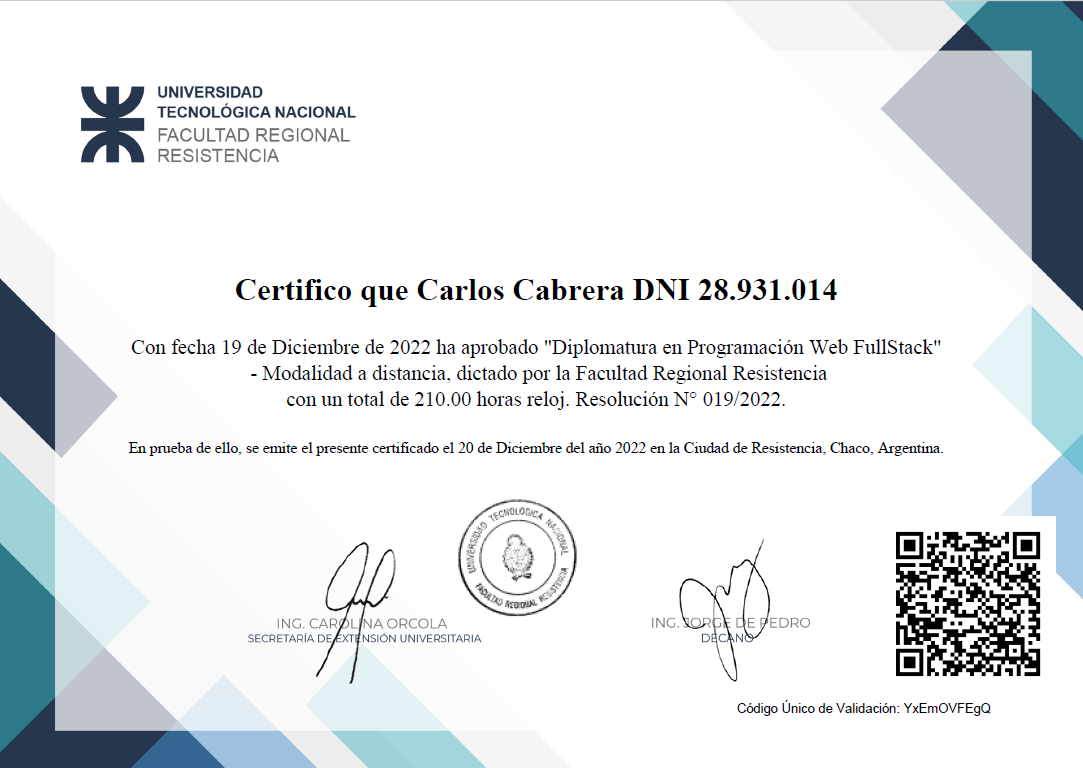 UNIVERSIDAD
TECNOLÓGICA NACIONAL
FACULTAD REGIONAL
RESISTENCIA
Certifico que Carlos Cabrera DNI 28.931.014
Con fecha 19 de Diciembre de 2022 ha aprobado "Diplomatura en Programación Web FullStack"
- Modalidad a distancia, dictado por la Facultad Regional Resistencia
con un total de 210.00 horas reloj. Resolución N° 019/2022.
En prueba de ello, se emite el presente certificado el 20 de Diciembre del año 2022 en la Ciudad de Resistencia, Chaco, Argentina.
UNIVERSIDAD TECNOLOGICA NACIONAL
FACULTAD REGIONAL RESISTENCIA
ING. CAROLINA ORCOLA
SECRETARÍA DE EXTENSIÓN UNIVERSITARIA
ING. JORGE DE PEDRO
DECANO
Código Único de Validación: YxEmOVFEgQ